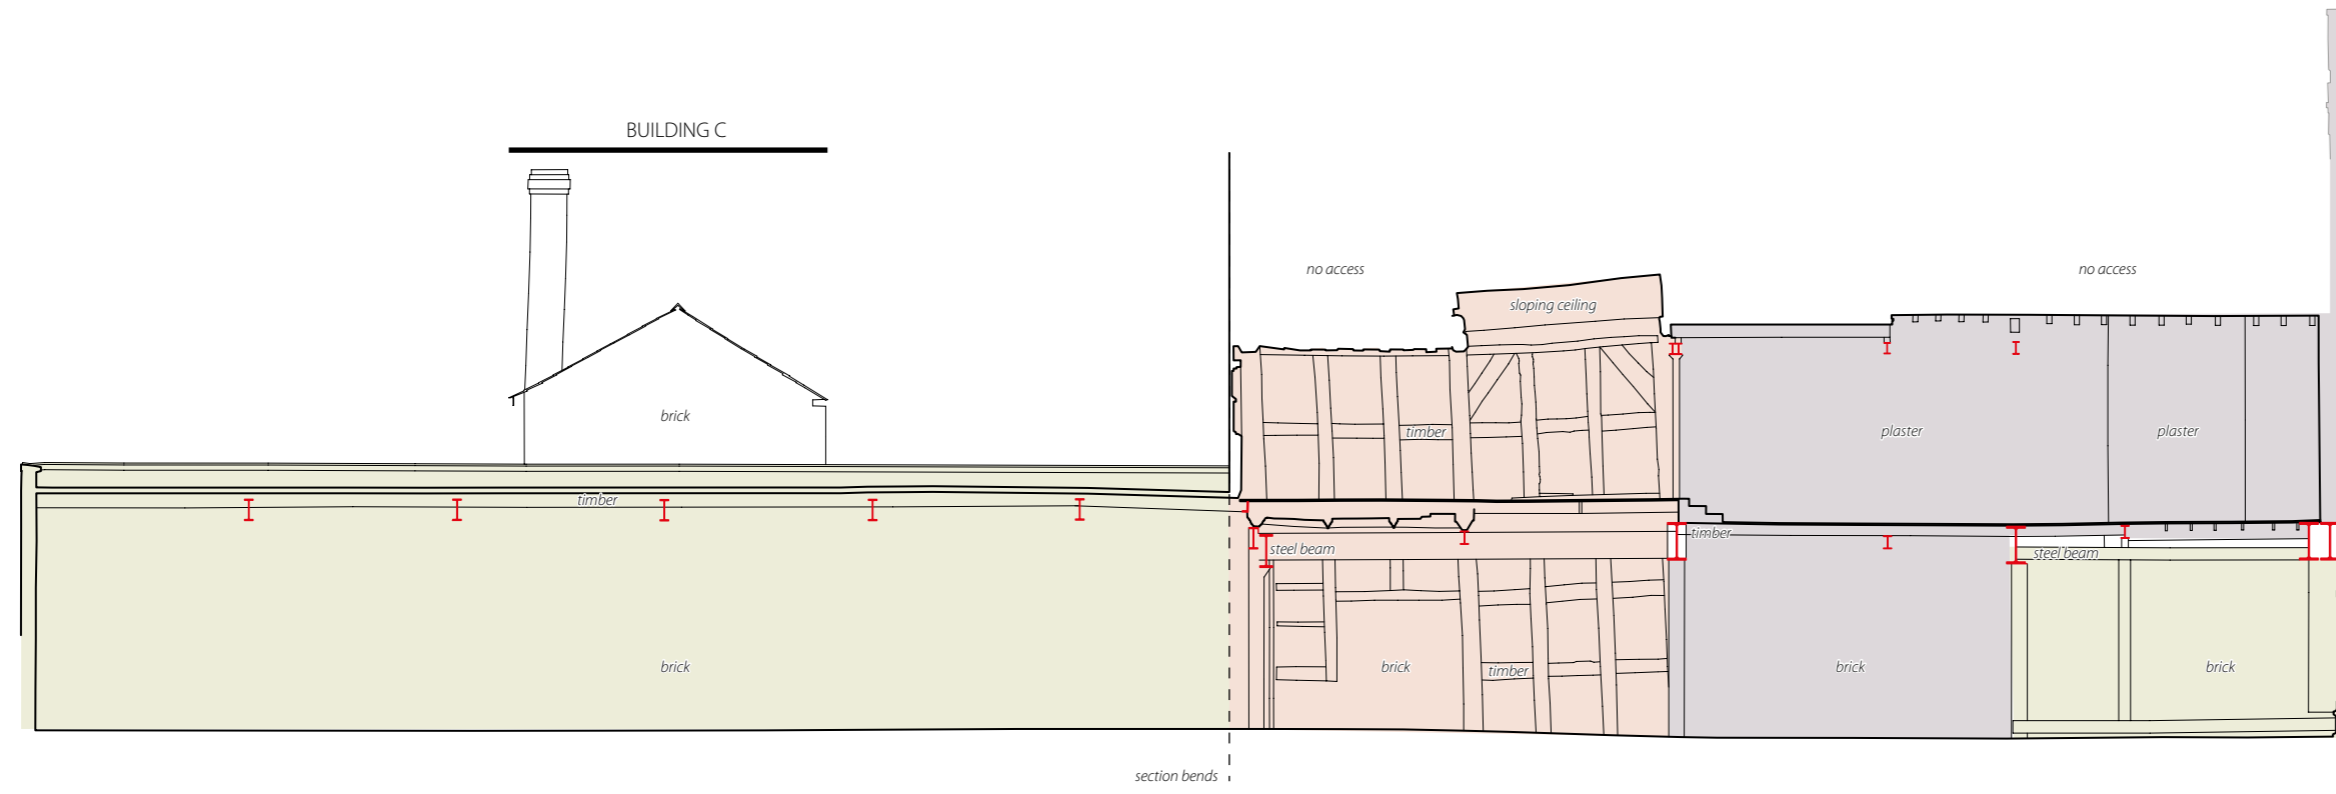 BUILDING C
no access
no access
sloping ceiling
brick
timber
plaster
plaster
timber
timber
steel beam
steel beam
brick
brick
timber
brick
brick
section bends